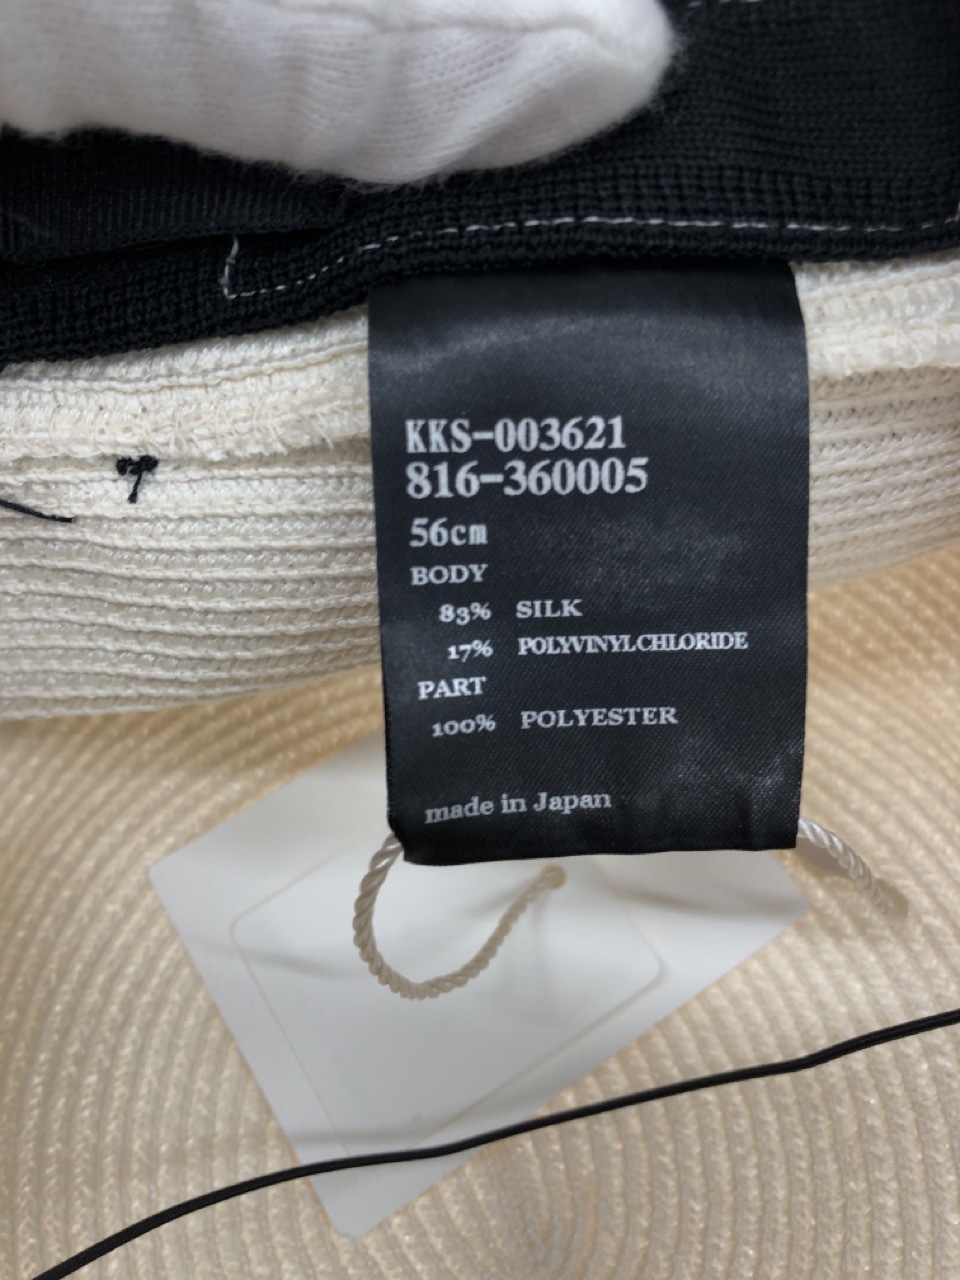 KKS-003621
816-360005
56cm
BODY
83% SILK
17% POLYVINYLCHLORIDE
PART
100% POLYESTER
made in Japan